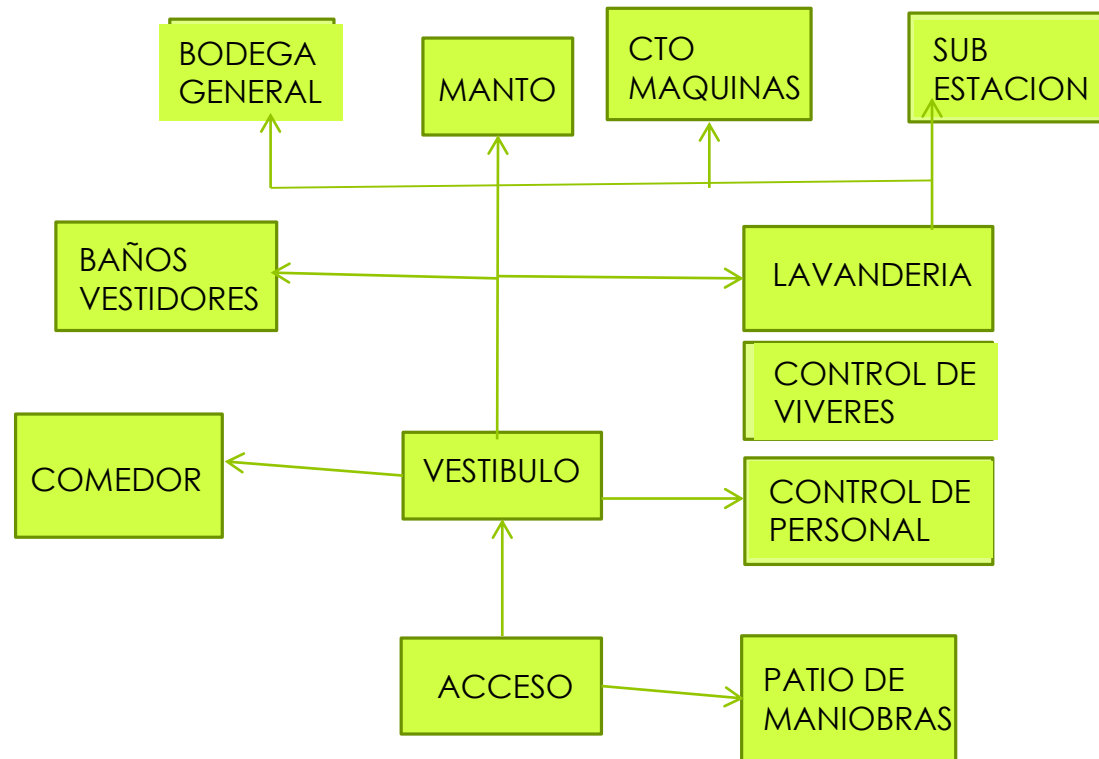 BODEGA
GENERAL
MANTO
CTO
MAQUINAS
SUB
ESTACION
BAÑOS
VESTIDORES
LAVANDERIA
CONTROL DE
VIVERES
COMEDOR
VESTIBULO
CONTROL DE
PERSONAL
ACCESO
PATIO DE
MANIOBRAS